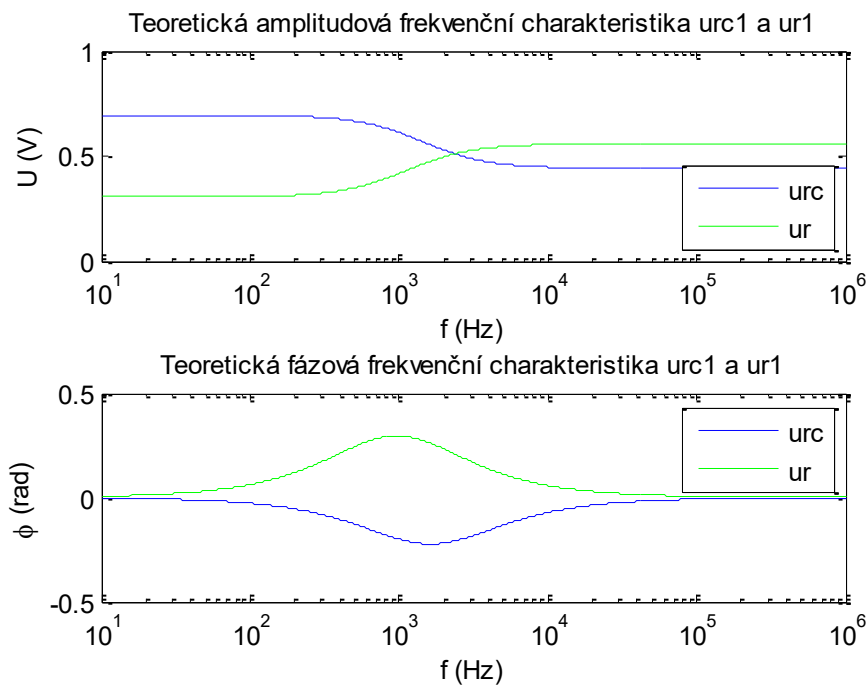 Teoretická amplitudová frekvenční charakteristika urc1 a ur1
1
0.5
0
U (V)
urc
ur
10^1 10^2 10^3 10^4 10^5 10^6
f (Hz)
Teoretická fázová frekvenční charakteristika urc1 a ur1
0.5
0
-0.5
ϕ (rad)
urc
ur
10^1 10^2 10^3 10^4 10^5 10^6
f (Hz)